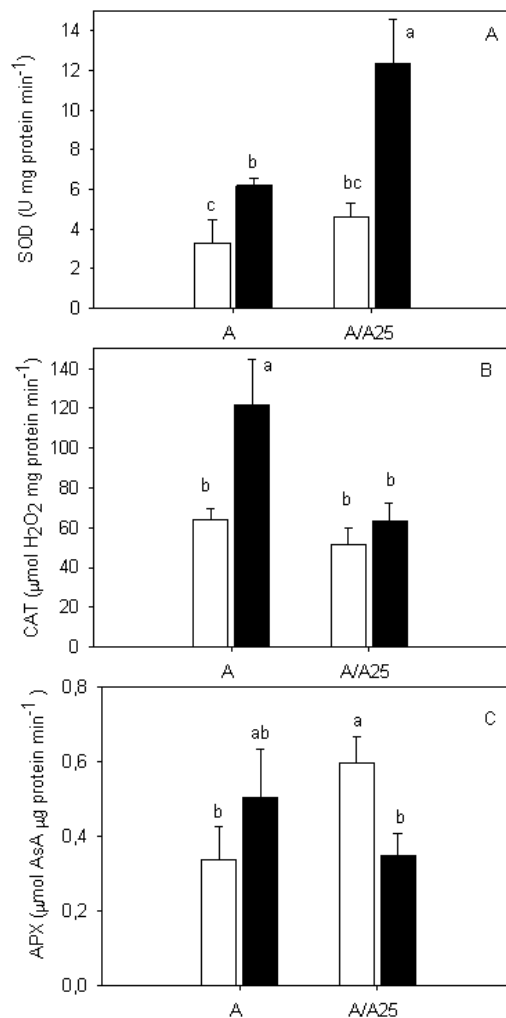 A
SOD (U mg protein min⁻¹)
14
12
10
8
6
4
2
0
c
b
bc
a
A
A/A25
B
CAT (μmol H₂O₂ mg protein min⁻¹)
140
120
100
80
60
40
20
0
b
a
b
b
A
A/A25
C
APX (μmol AsA μg protein min⁻¹ )
0,8
0,6
0,4
0,2
0,0
b
ab
a
b
A
A/A25